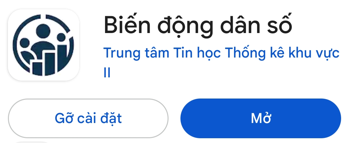 Biến động dân số
Trung tâm Tin học Thống kê khu vực
II
Gỡ cài đặt
Mở